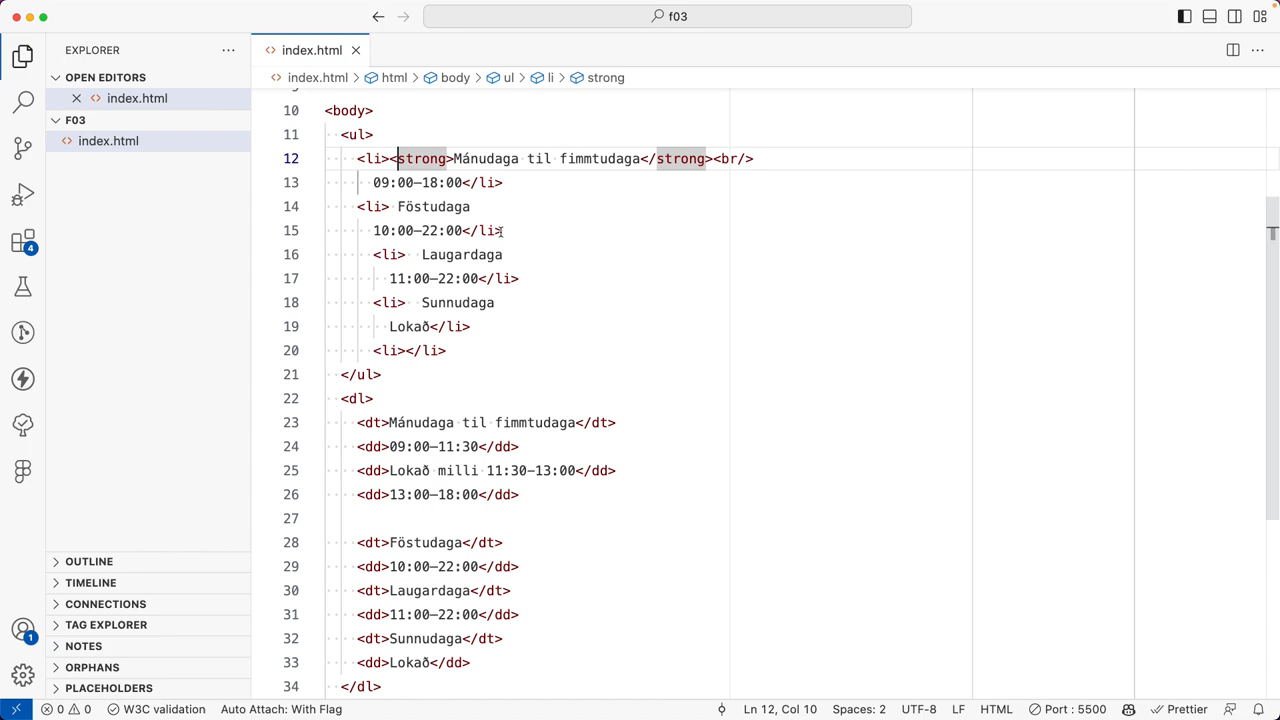 f03
EXPLORER
OPEN EDITORS
index.html
F03
index.html
OUTLINE
TIMELINE
CONNECTIONS
TAG EXPLORER
NOTES
ORPHANS
PLACEHOLDERS
4
1
index.html
index.html > html > body > ul > li > strong
10 <body>
11 <ul>
12 <li><strong>Mánudaga til fimmtudaga</strong><br/>
13 09:00–18:00</li>
14 <li> Föstudaga
15 10:00–22:00</li>
16 <li> Laugardaga
17 11:00–22:00</li>
18 <li> Sunnudaga
19 Lokað</li>
20 <li></li>
21 </ul>
22 <dl>
23 <dt>Mánudaga til fimmtudaga</dt>
24 <dd>09:00–11:30</dd>
25 <dd>Lokað milli 11:30-13:00</dd>
26 <dd>13:00–18:00</dd>
27
28 <dt>Föstudaga</dt>
29 <dd>10:00–22:00</dd>
30 <dt>Laugardaga</dt>
31 <dd>11:00–22:00</dd>
32 <dt>Sunnudaga</dt>
33 <dd>Lokað</dd>
34 </dl>
0 0 W3C validation Auto Attach: With Flag Ln 12, Col 10 Spaces: 2 UTF-8 LF HTML Port : 5500 Prettier